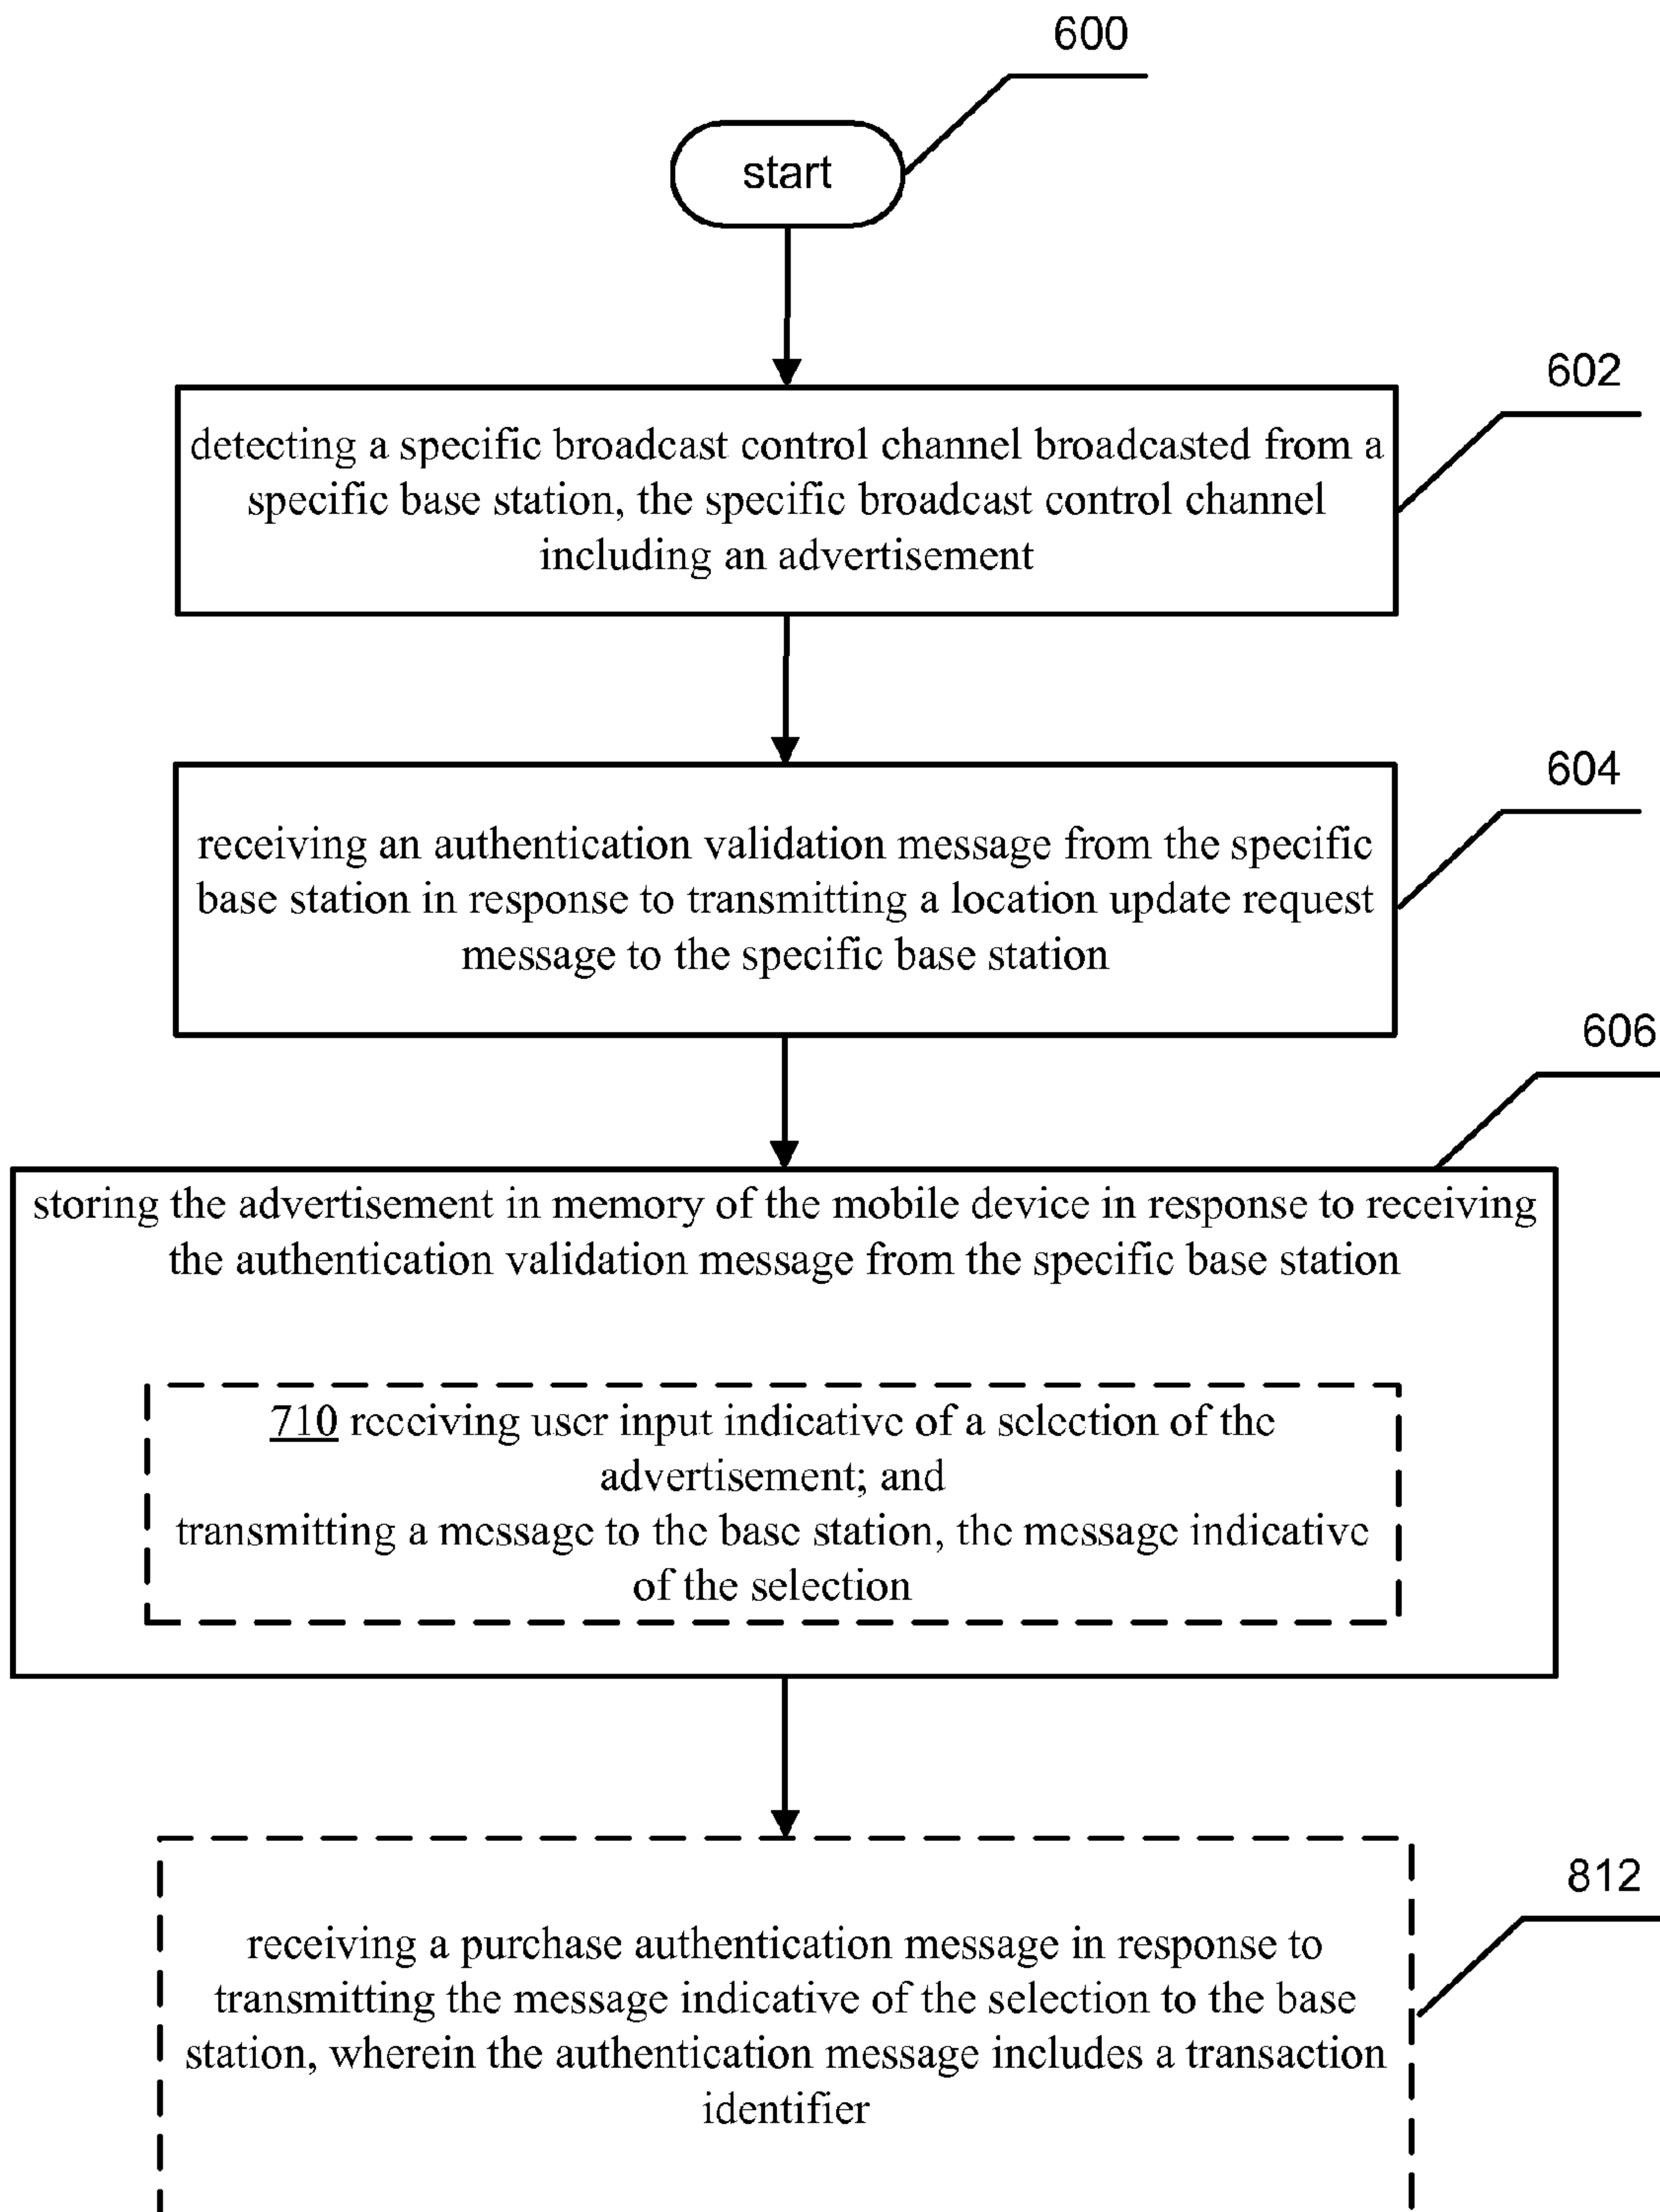 600
start
602
detecting a specific broadcast control channel broadcasted from a
specific base station, the specific broadcast control channel
including an advertisement
604
receiving an authentication validation message from the specific
base station in response to transmitting a location update request
message to the specific base station
606
storing the advertisement in memory of the mobile device in response to receiving
the authentication validation message from the specific base station
710 receiving user input indicative of a selection of the
advertisement; and
transmitting a message to the base station, the message indicative
of the selection
812
receiving a purchase authentication message in response to
transmitting the message indicative of the selection to the base
station, wherein the authentication message includes a transaction
identifier